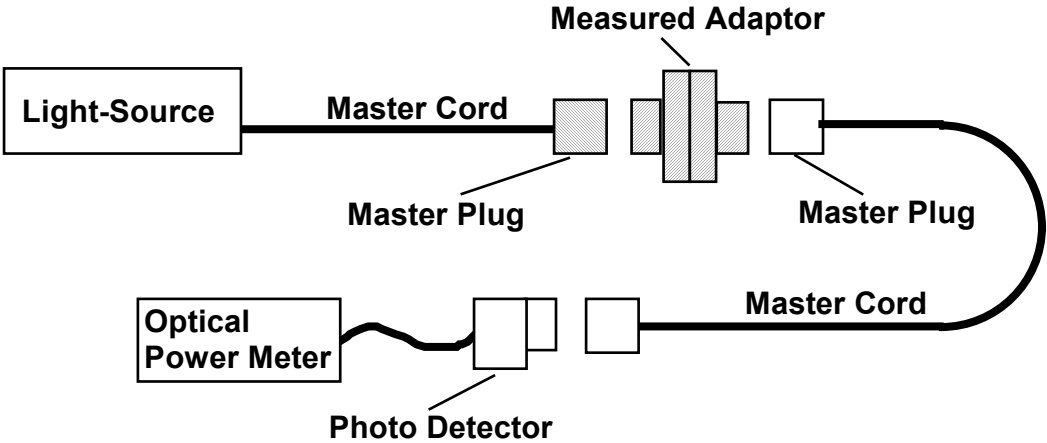 Measured Adaptor
Light-Source
Master Cord
Master Plug
Master Plug
Master Cord
Optical
Power Meter
Photo Detector